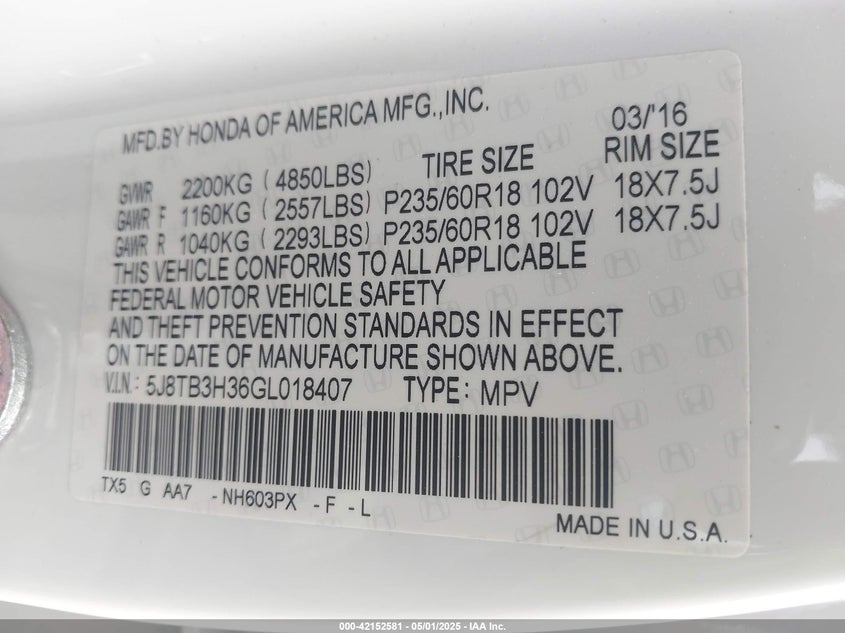 MFD.BY HONDA OF AMERICA MFG.,INC. 03/'16
TIRE SIZE RIM SIZE
GVWR 2200KG ( 4850LBS)
GAWR F 1160KG ( 2557LBS) P235/60R18 102V 18X7.5J
GAWR R 1040KG ( 2293LBS) P235/60R18 102V 18X7.5J
THIS VEHICLE CONFORMS TO ALL APPLICABLE
FEDERAL MOTOR VEHICLE SAFETY
AND THEFT PREVENTION STANDARDS IN EFFECT
ON THE DATE OF MANUFACTURE SHOWN ABOVE.
V.I.N.: 5J8TB3H36GL018407 TYPE: MPV
TX5 G AA7 -NH603PX -F -L
MADE IN U.S.A.
000-42152581 - 05/01/2025 - IAA Inc.